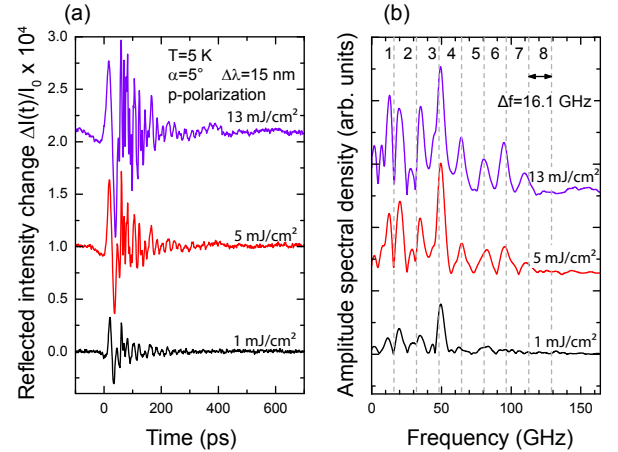 (a)
(b)
Reflected intensity change ΔI(t)/I₀ x 10⁴
3.0
2.5
2.0
1.5
1.0
0.5
0.0
T=5 K
α=5° Δλ=15 nm
p-polarization
13 mJ/cm²
5 mJ/cm²
1 mJ/cm²
0 200 400 600
Time (ps)
Amplitude spectral density (arb. units)
1 2 3 4 5 6 7 8
Δf=16.1 GHz
13 mJ/cm²
5 mJ/cm²
1 mJ/cm²
0 50 100 150
Frequency (GHz)